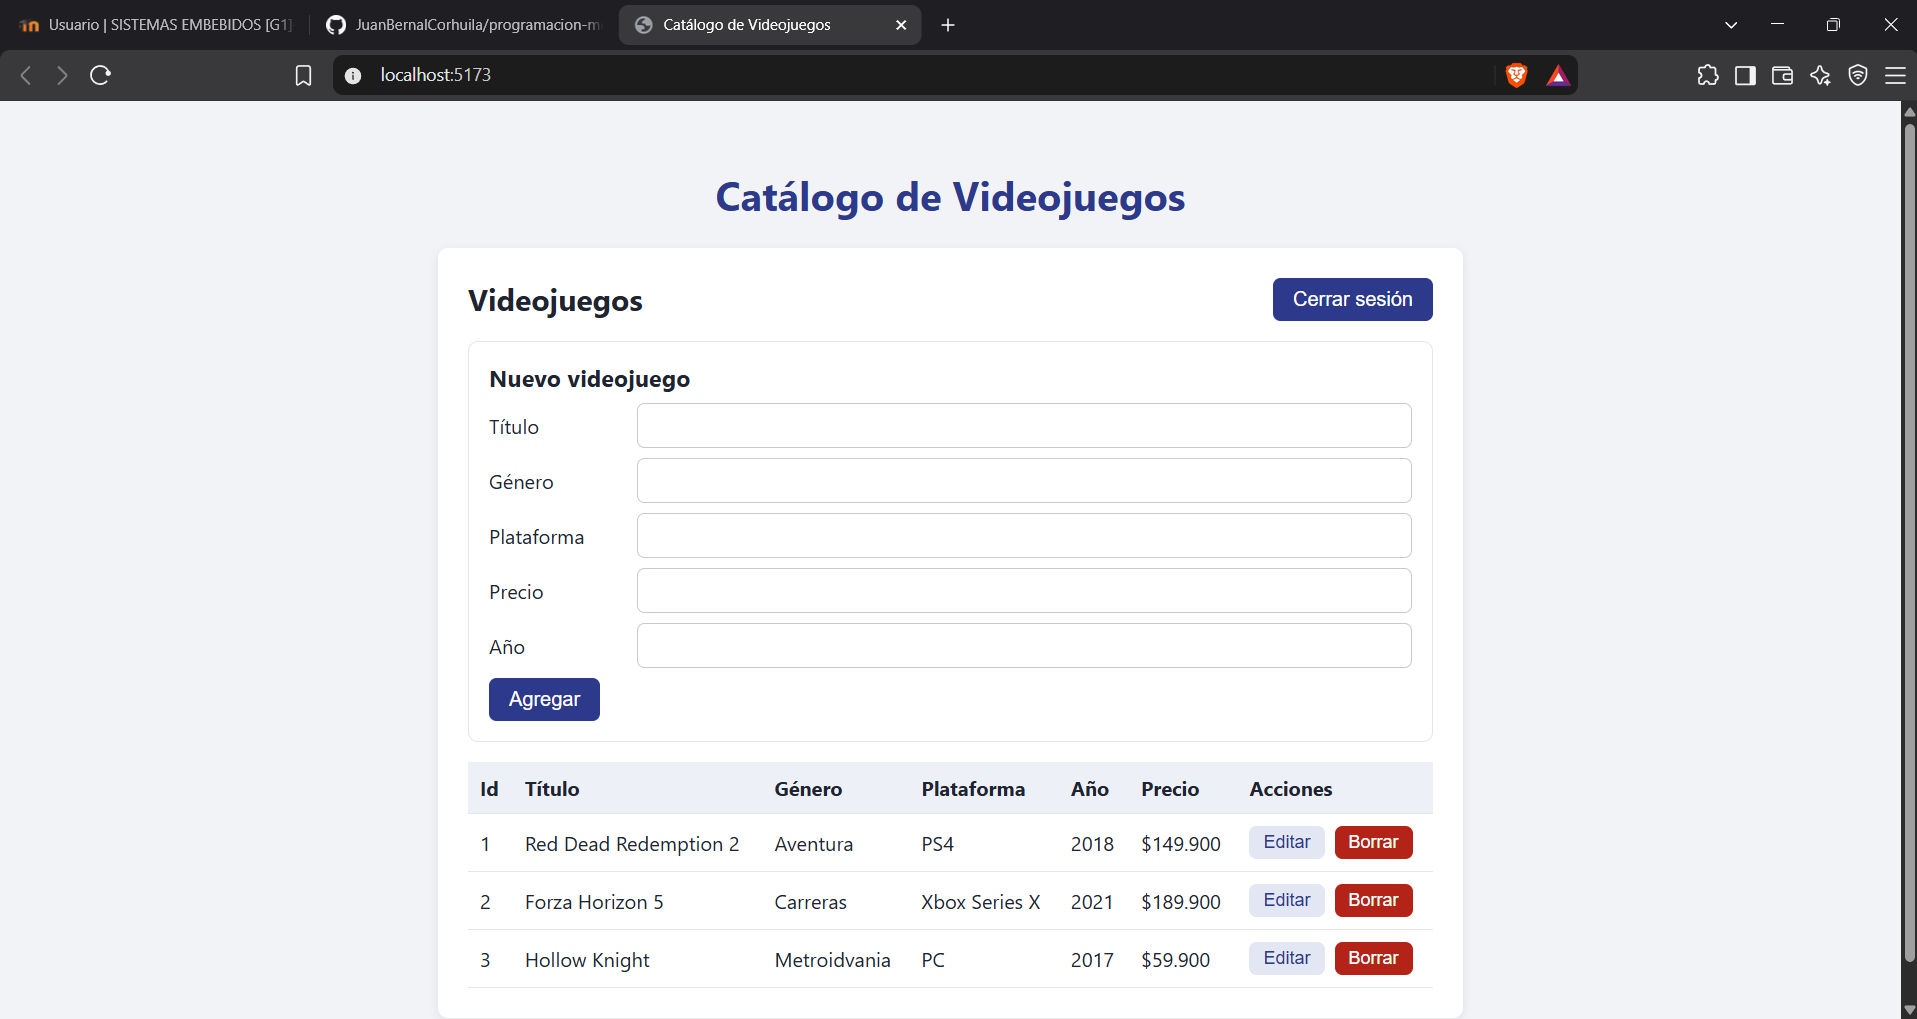 Usuario | SISTEMAS EMBEBIDOS [G1]
JuanBernalCorhuila/programacion-m
Catálogo de Videojuegos
localhost:5173
Catálogo de Videojuegos
Videojuegos
Cerrar sesión
Nuevo videojuego
Título
Género
Plataforma
Precio
Año
Agregar
Id Título Género Plataforma Año Precio Acciones
1 Red Dead Redemption 2 Aventura PS4 2018 $149.900 Editar Borrar
2 Forza Horizon 5 Carreras Xbox Series X 2021 $189.900 Editar Borrar
3 Hollow Knight Metroidvania PC 2017 $59.900 Editar Borrar